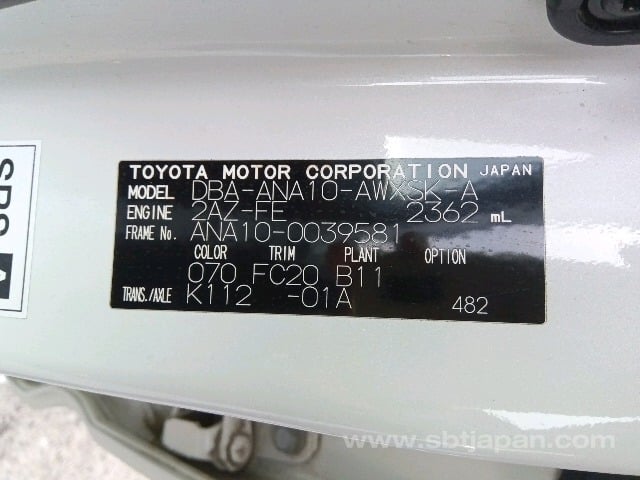 TOYOTA MOTOR CORPORATION JAPAN
MODEL DBA-ANA10-AWXSK-A
ENGINE 2AZ-FE 2362 mL
FRAME No. ANA10-0039581
COLOR TRIM PLANT OPTION
070 FC20 B11
TRANS./AXLE K112 -01A 482
SRS
www.sbtjapan.com